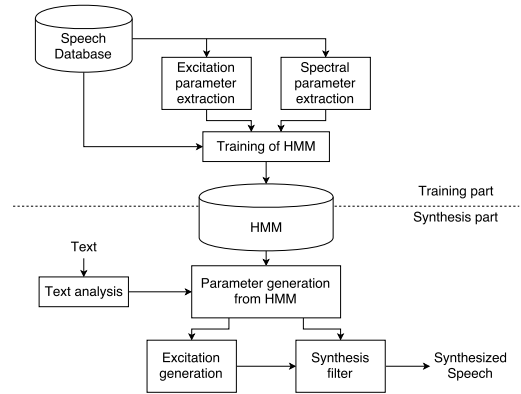 Speech
Database
Excitation
parameter
extraction
Spectral
parameter
extraction
Training of HMM
Training part
HMM
Synthesis part
Text
Text analysis
Parameter generation
from HMM
Excitation
generation
Synthesis
filter
Synthesized
Speech